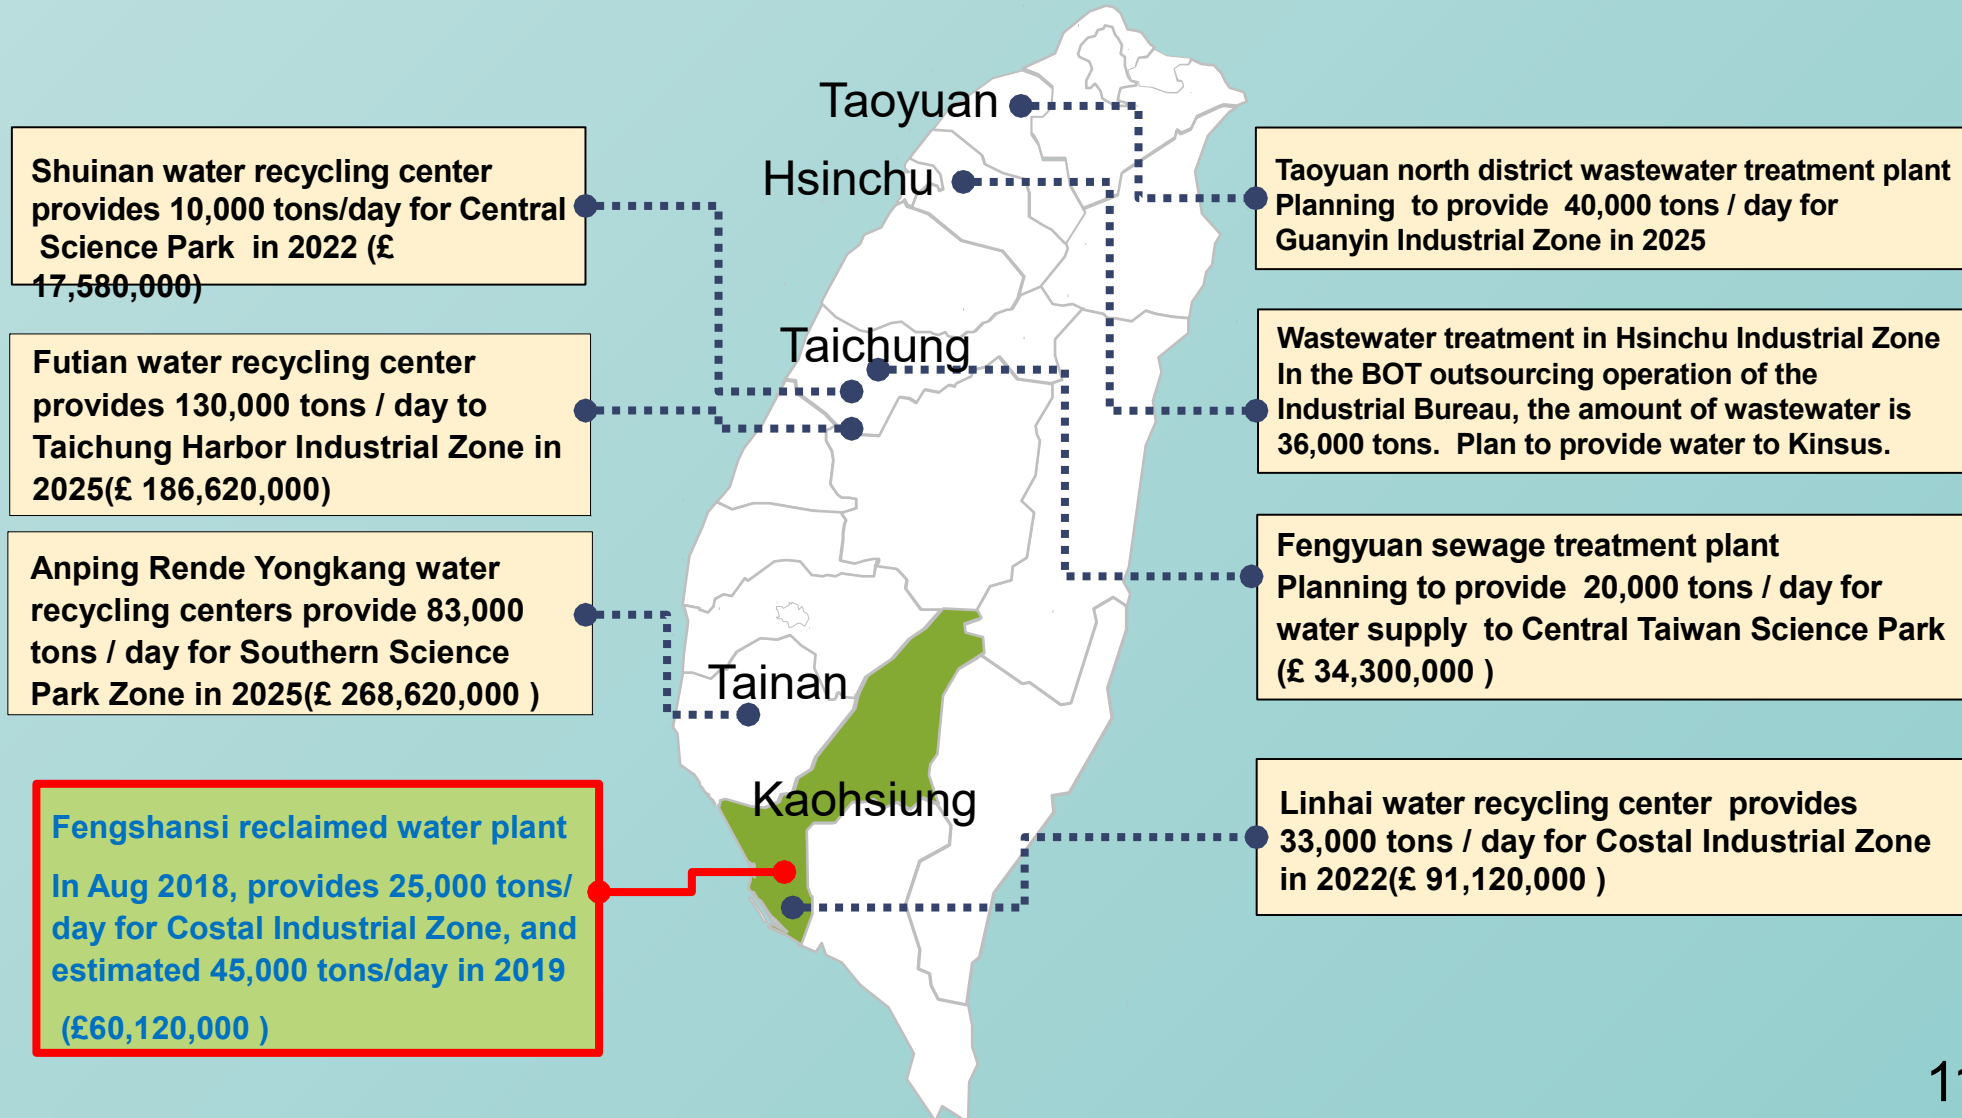 Taoyuan
Hsinchu
Taichung
Tainan
Kaohsiung
Shuinan water recycling center
provides 10,000 tons/day for Central
Science Park in 2022 (£
17,580,000)
Futian water recycling center
provides 130,000 tons / day to
Taichung Harbor Industrial Zone in
2025(£ 186,620,000)
Anping Rende Yongkang water
recycling centers provide 83,000
tons / day for Southern Science
Park Zone in 2025(£ 268,620,000 )
Fengshansi reclaimed water plant
In Aug 2018, provides 25,000 tons/
day for Costal Industrial Zone, and
estimated 45,000 tons/day in 2019
(£60,120,000 )
Taoyuan north district wastewater treatment plant
Planning to provide 40,000 tons / day for
Guanyin Industrial Zone in 2025
Wastewater treatment in Hsinchu Industrial Zone
In the BOT outsourcing operation of the
Industrial Bureau, the amount of wastewater is
36,000 tons. Plan to provide water to Kinsus.
Fengyuan sewage treatment plant
Planning to provide 20,000 tons / day for
water supply to Central Taiwan Science Park
(£ 34,300,000 )
Linhai water recycling center provides
33,000 tons / day for Costal Industrial Zone
in 2022(£ 91,120,000 )
11